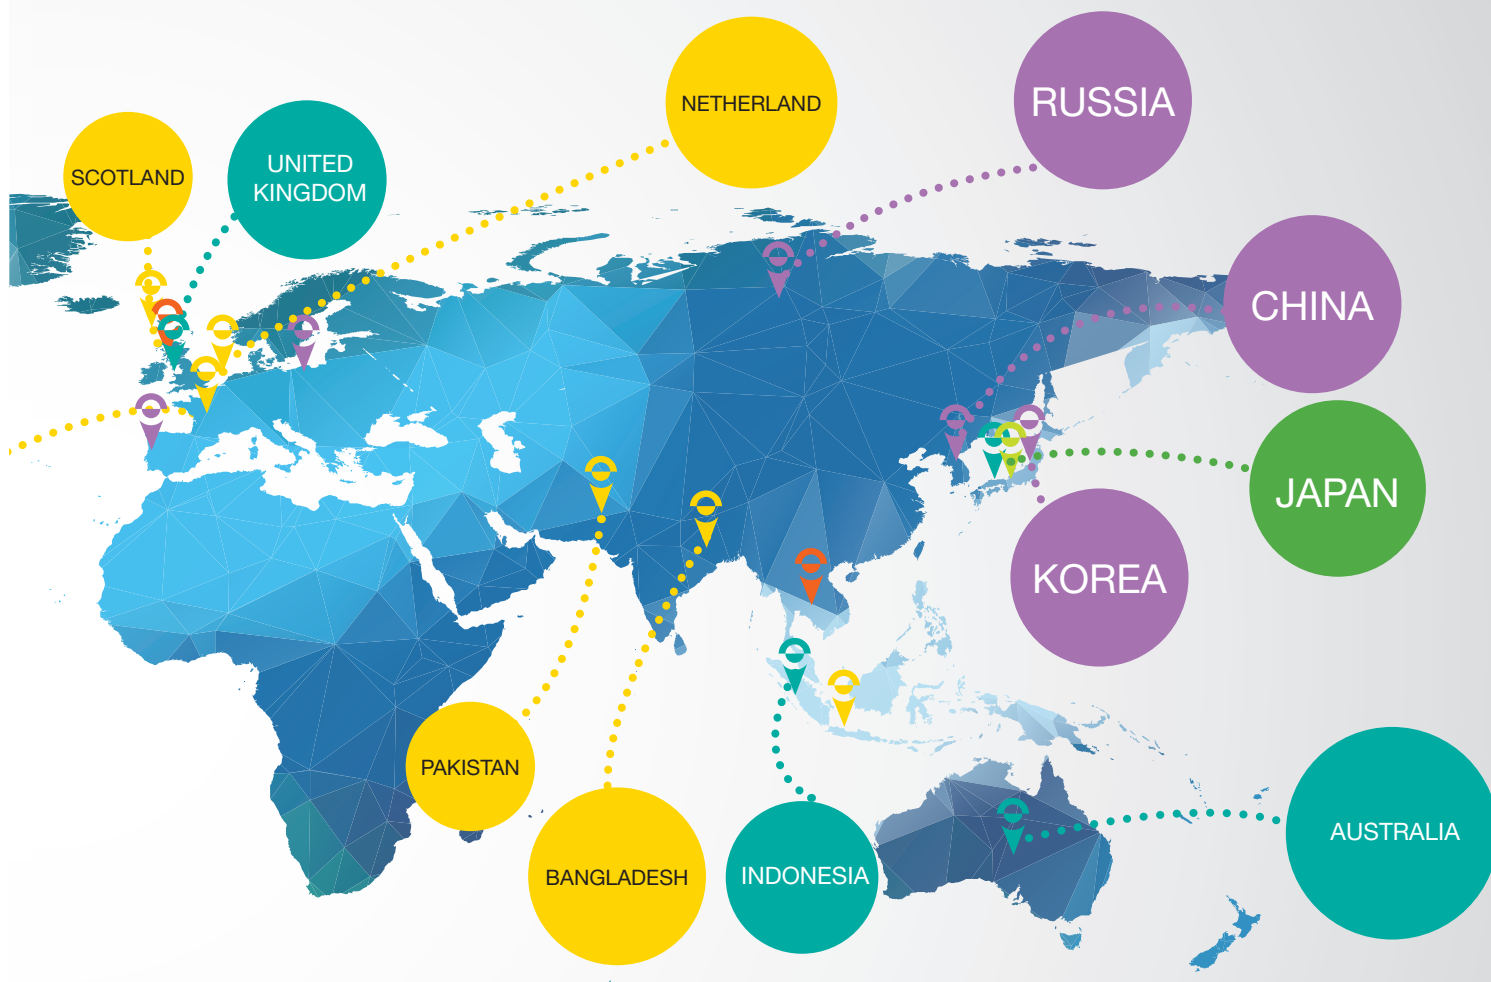 NETHERLAND
RUSSIA
SCOTLAND
UNITED
KINGDOM
CHINA
JAPAN
KOREA
PAKISTAN
BANGLADESH
INDONESIA
AUSTRALIA